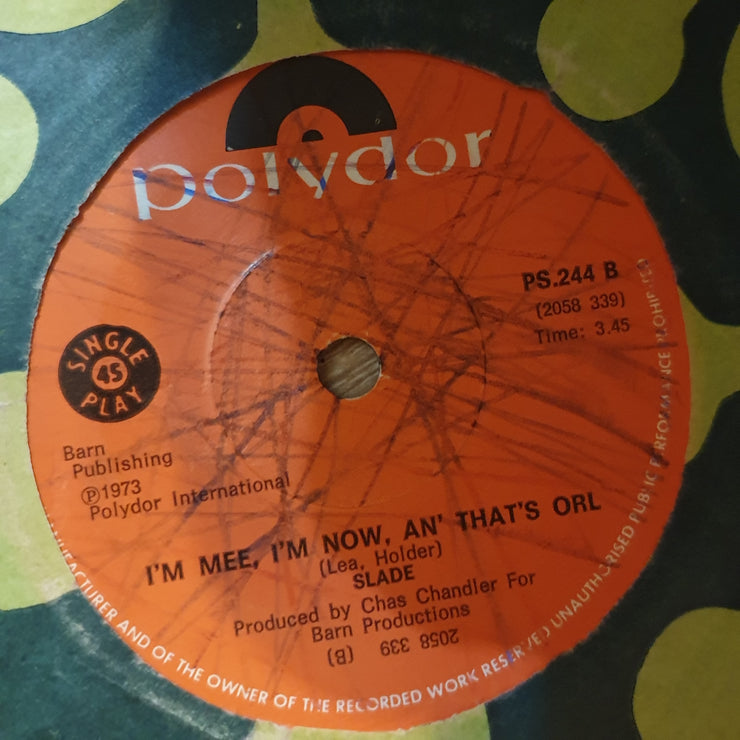 polydor
PS.244 B
(2058 339)
Time: 3.45
SINGLE
45
PLAY
Barn
Publishing
Ⓟ1973
Polydor International
I'M MEE, I'M NOW, AN' THAT'S ORL
(Lea, Holder)
SLADE
Produced by Chas Chandler For
Barn Productions
2058 339
(B)
MANUFACTURER AND OF THE OWNER OF THE RECORDED WORK RESERVED UNAUTHORISED PUBLIC PERFORMANCE PROHIBITED